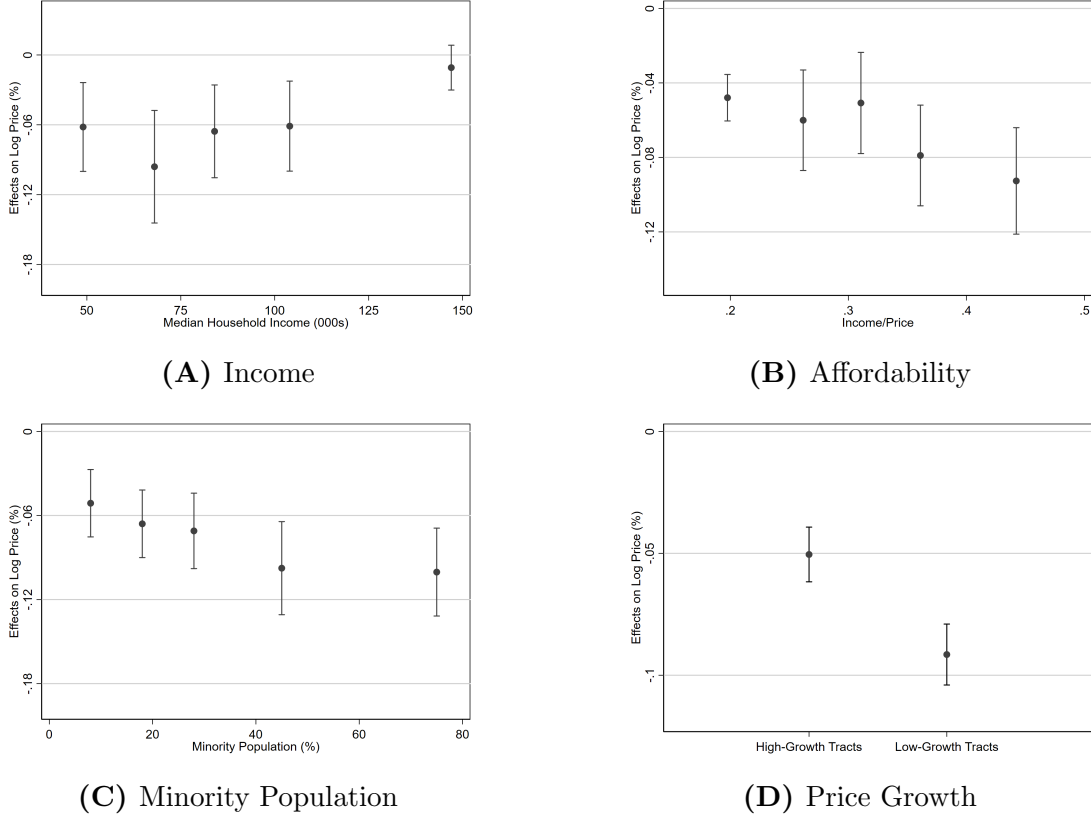 Effects on Log Price (%)
0
-.06
-.12
-.18
50
75
100
125
150
Median Household Income (000s)
(A) Income
Effects on Log Price (%)
0
-.04
-.08
-.12
.2
.3
.4
.5
Income/Price
(B) Affordability
Effects on Log Price (%)
0
-.06
-.12
-.18
0
20
40
60
80
Minority Population (%)
(C) Minority Population
Effects on Log Price (%)
0
-.05
-.1
High-Growth Tracts
Low-Growth Tracts
(D) Price Growth